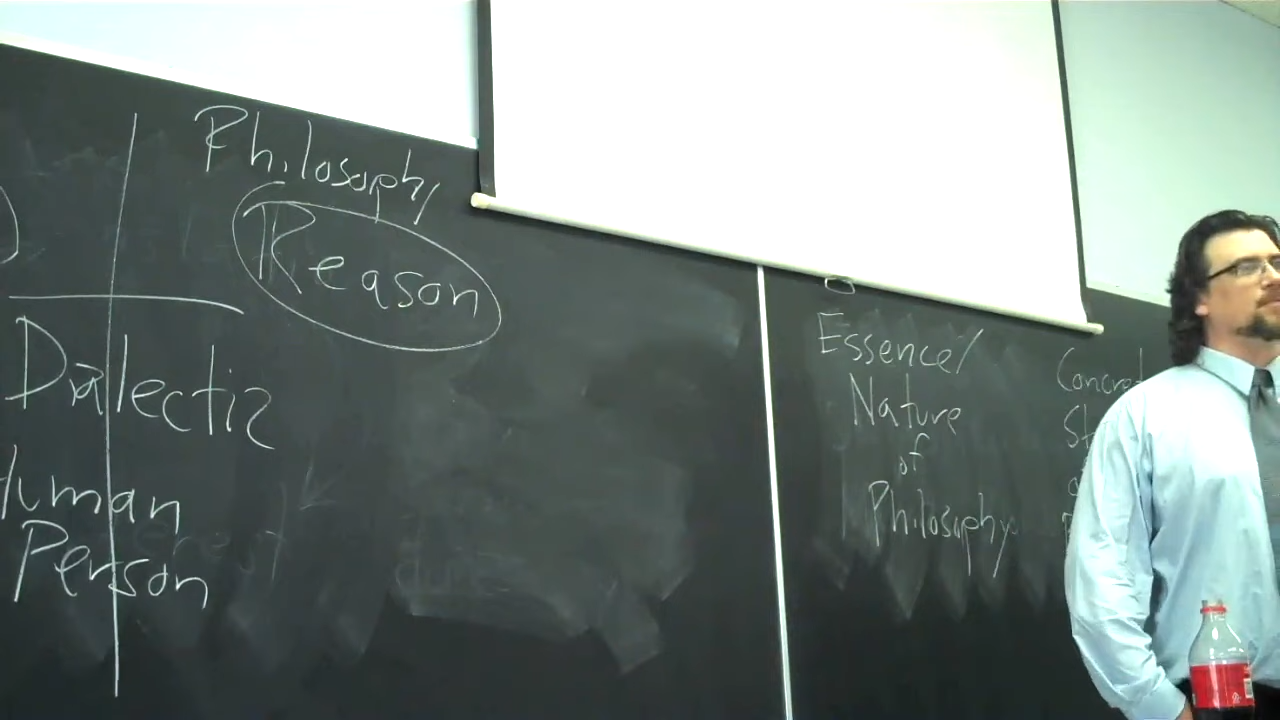 Philosophy
Reason
Dialectic
Human
Person
Essence/
Nature
of
Philosophy